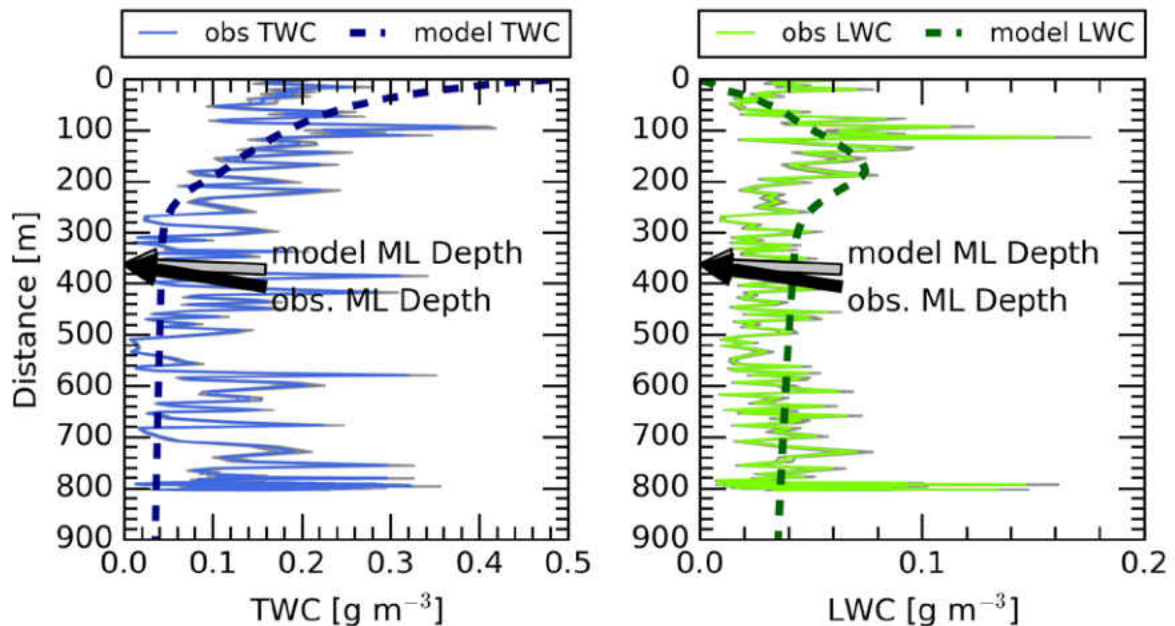 obs TWC model TWC
obs LWC model LWC
0
100
200
300
400
500
600
700
800
900
Distance [m]
model ML Depth
obs. ML Depth
model ML Depth
obs. ML Depth
0.0 0.1 0.2 0.3 0.4 0.5
TWC [g m⁻³]
0
100
200
300
400
500
600
700
800
900
0.0 0.1 0.2
LWC [g m⁻³]